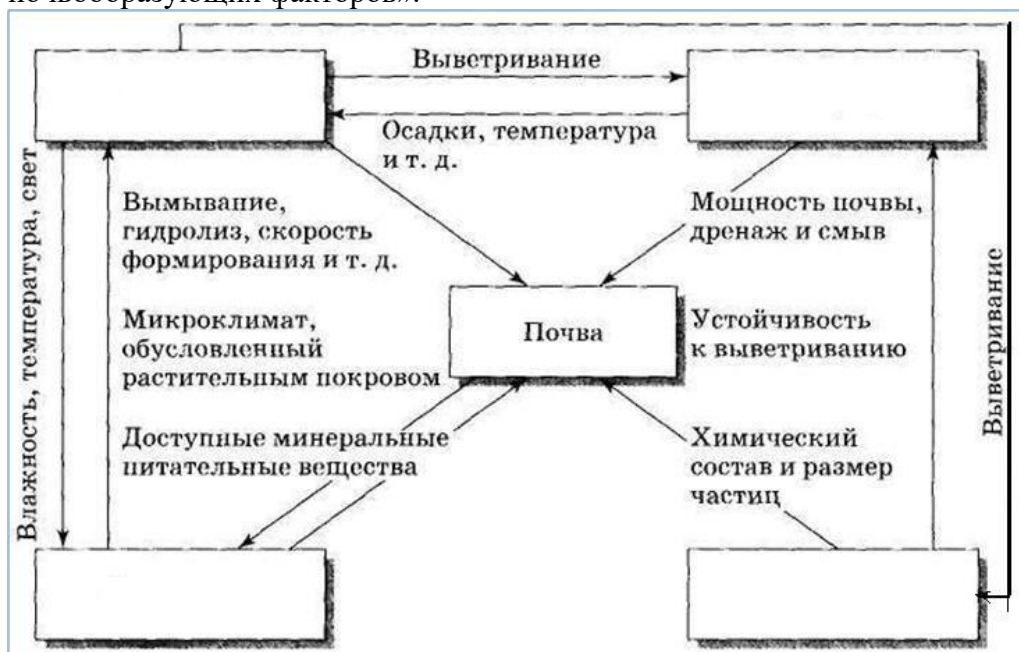 почвообразующих факторов».
Выветривание
Осадки, температура
и т. д.
Влажность, температура, свет
Вымывание,
гидролиз, скорость
формирования и т. д.
Мощность почвы,
дренаж и смыв
Микроклимат,
обусловленный
растительным покровом
Почва
Устойчивость
к выветриванию
Выветривание
Доступные минеральные
питательные вещества
Химический
состав и размер
частиц